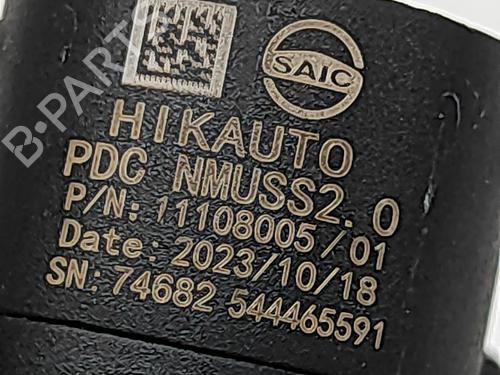 SAIC
HIKAUTO
PDC NMUSS2.0
P/N: 11108005/01
Date: 2023/10/18
SN: 74682 544465591
B-PARTS